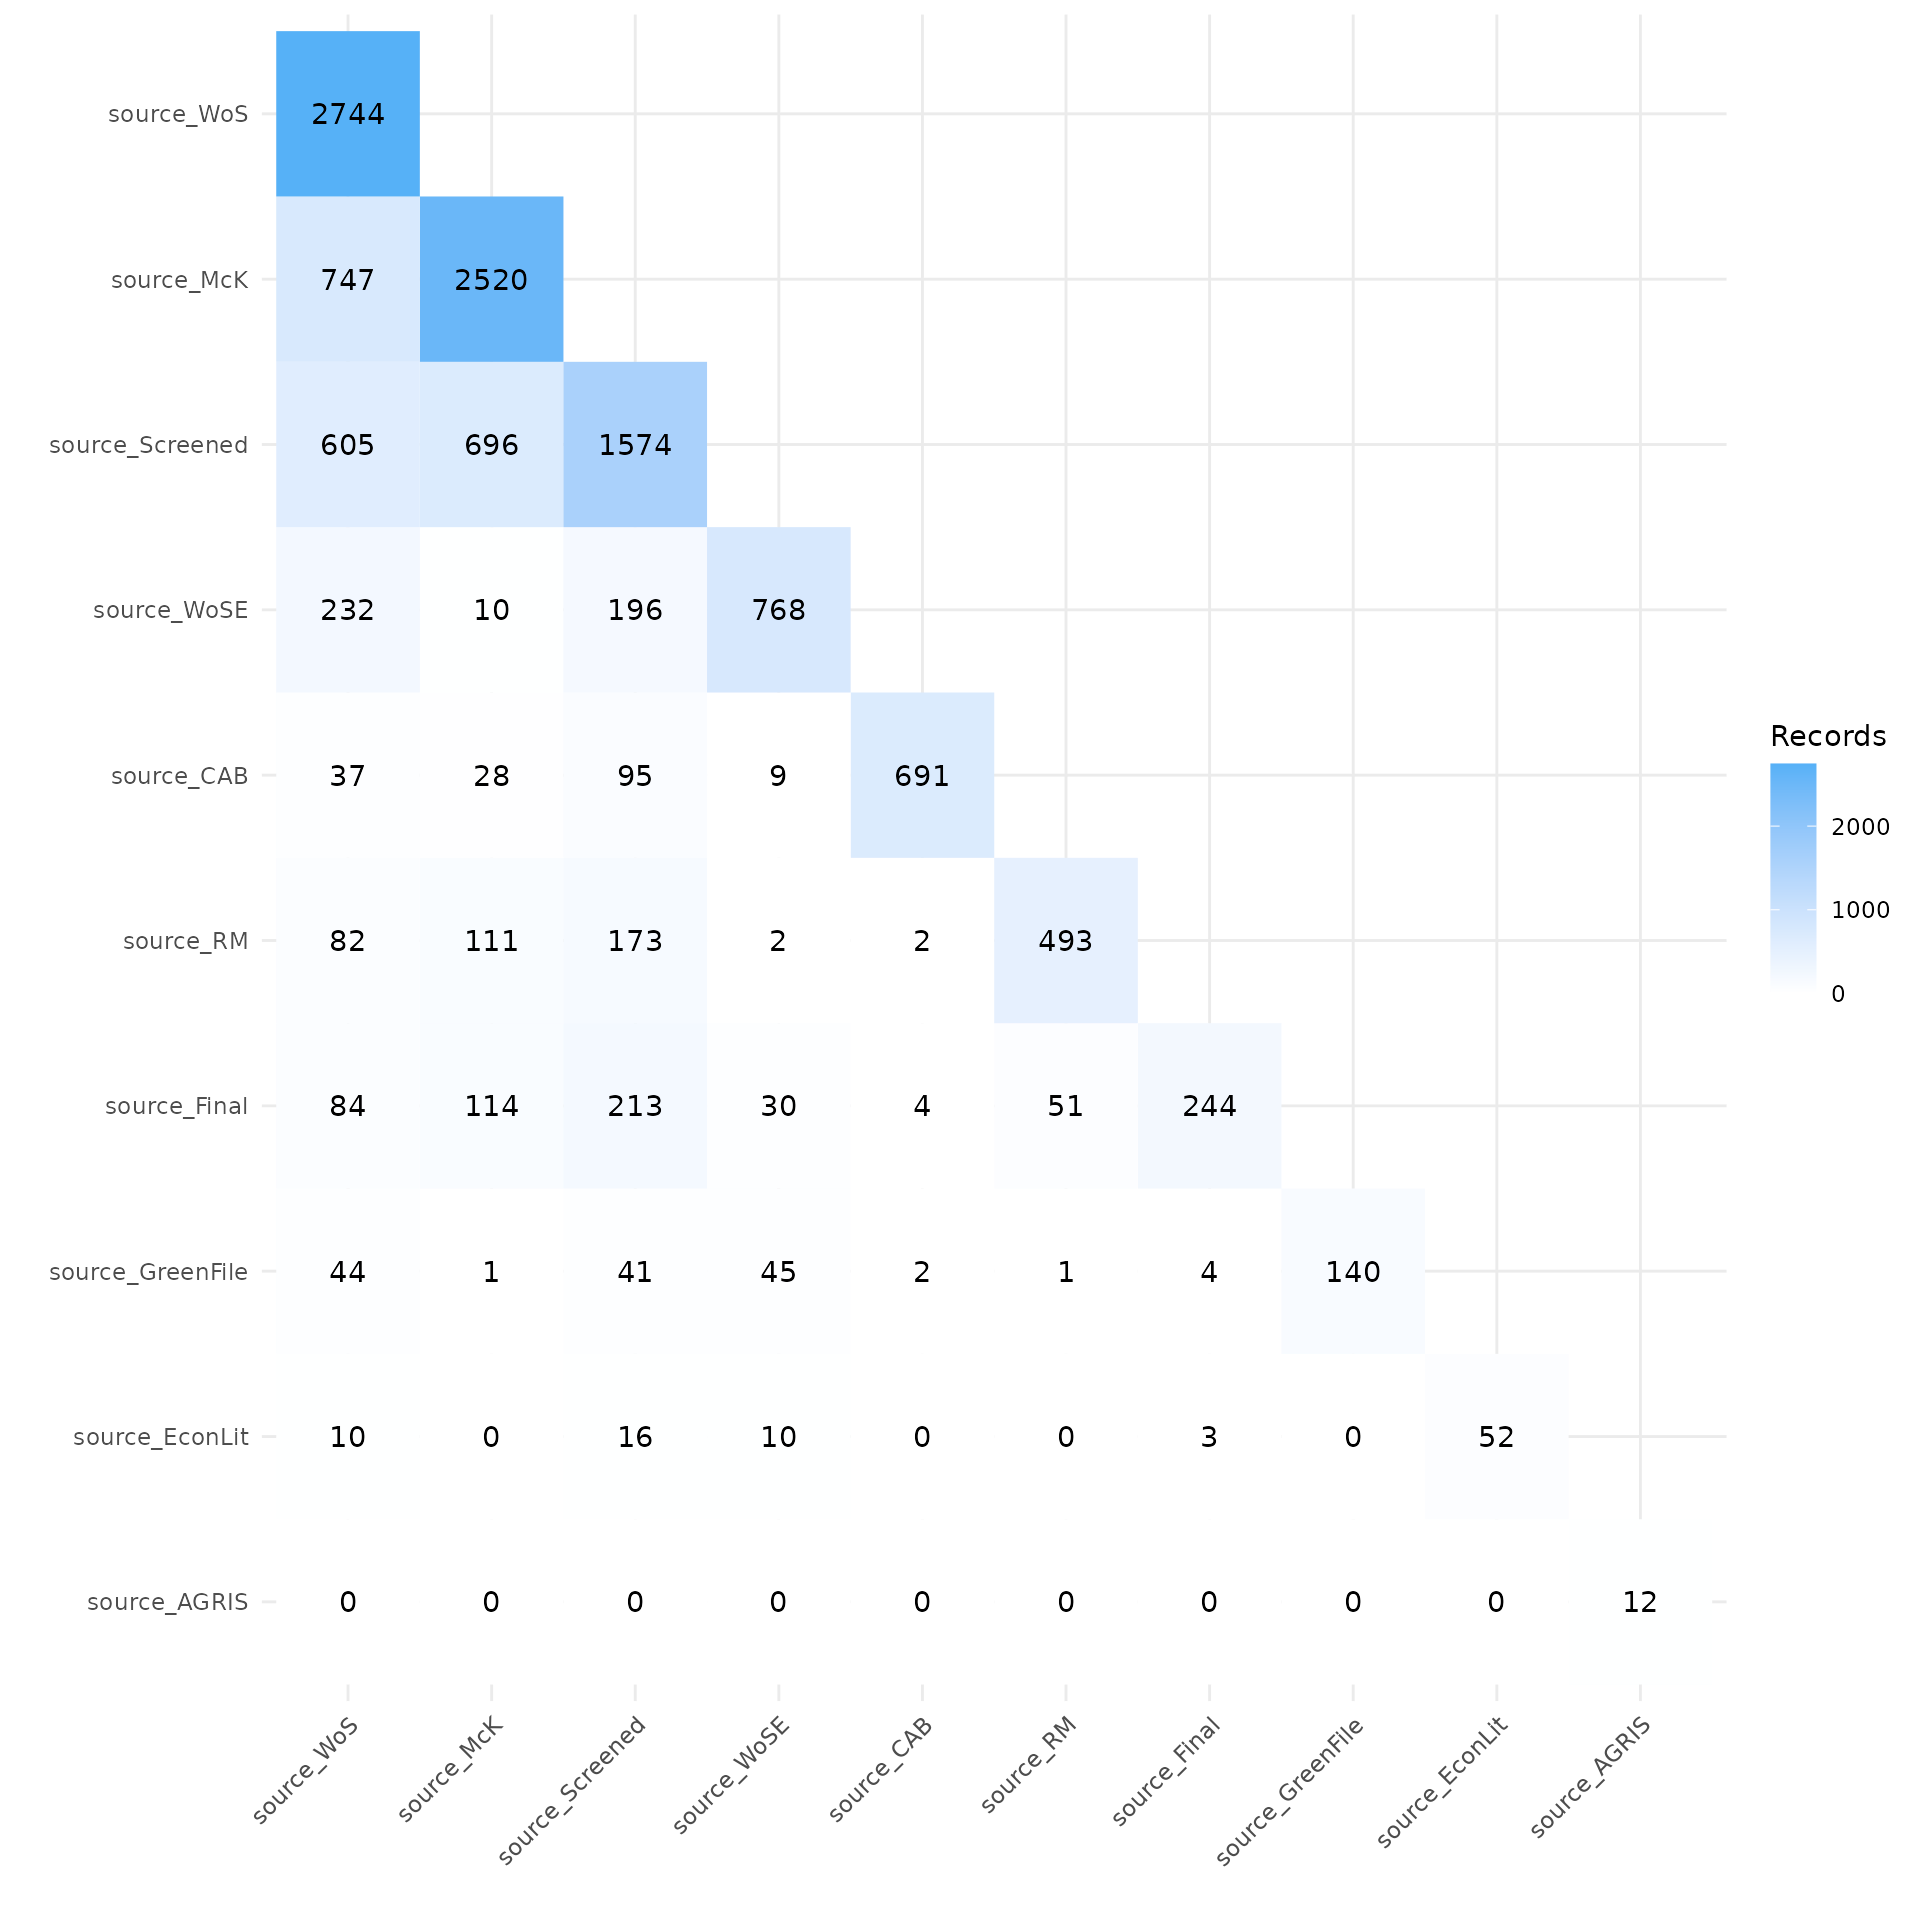 source_WoS 2744
source_McK 747 2520
source_Screened 605 696 1574
source_WoSE 232 10 196 768
source_CAB 37 28 95 9 691
source_RM 82 111 173 2 2 493
source_Final 84 114 213 30 4 51 244
source_GreenFile 44 1 41 45 2 1 4 140
source_EconLit 10 0 16 10 0 0 3 0 52
source_AGRIS 0 0 0 0 0 0 0 0 0 12
source_WoS source_McK source_Screened source_WoSE source_CAB source_RM source_Final source_GreenFile source_EconLit source_AGRIS
Records
2000
1000
0